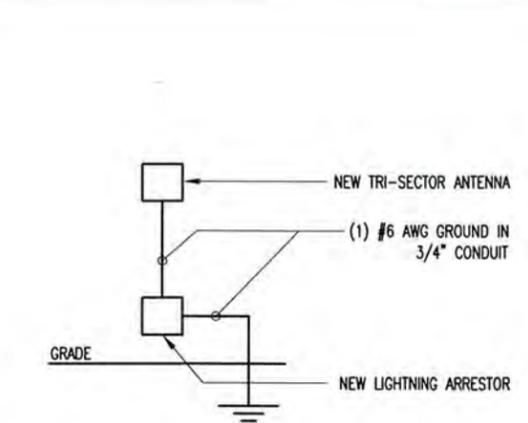 NEW TRI-SECTOR ANTENNA
(1) #6 AWG GROUND IN
3/4" CONDUIT
GRADE
NEW LIGHTNING ARRESTOR